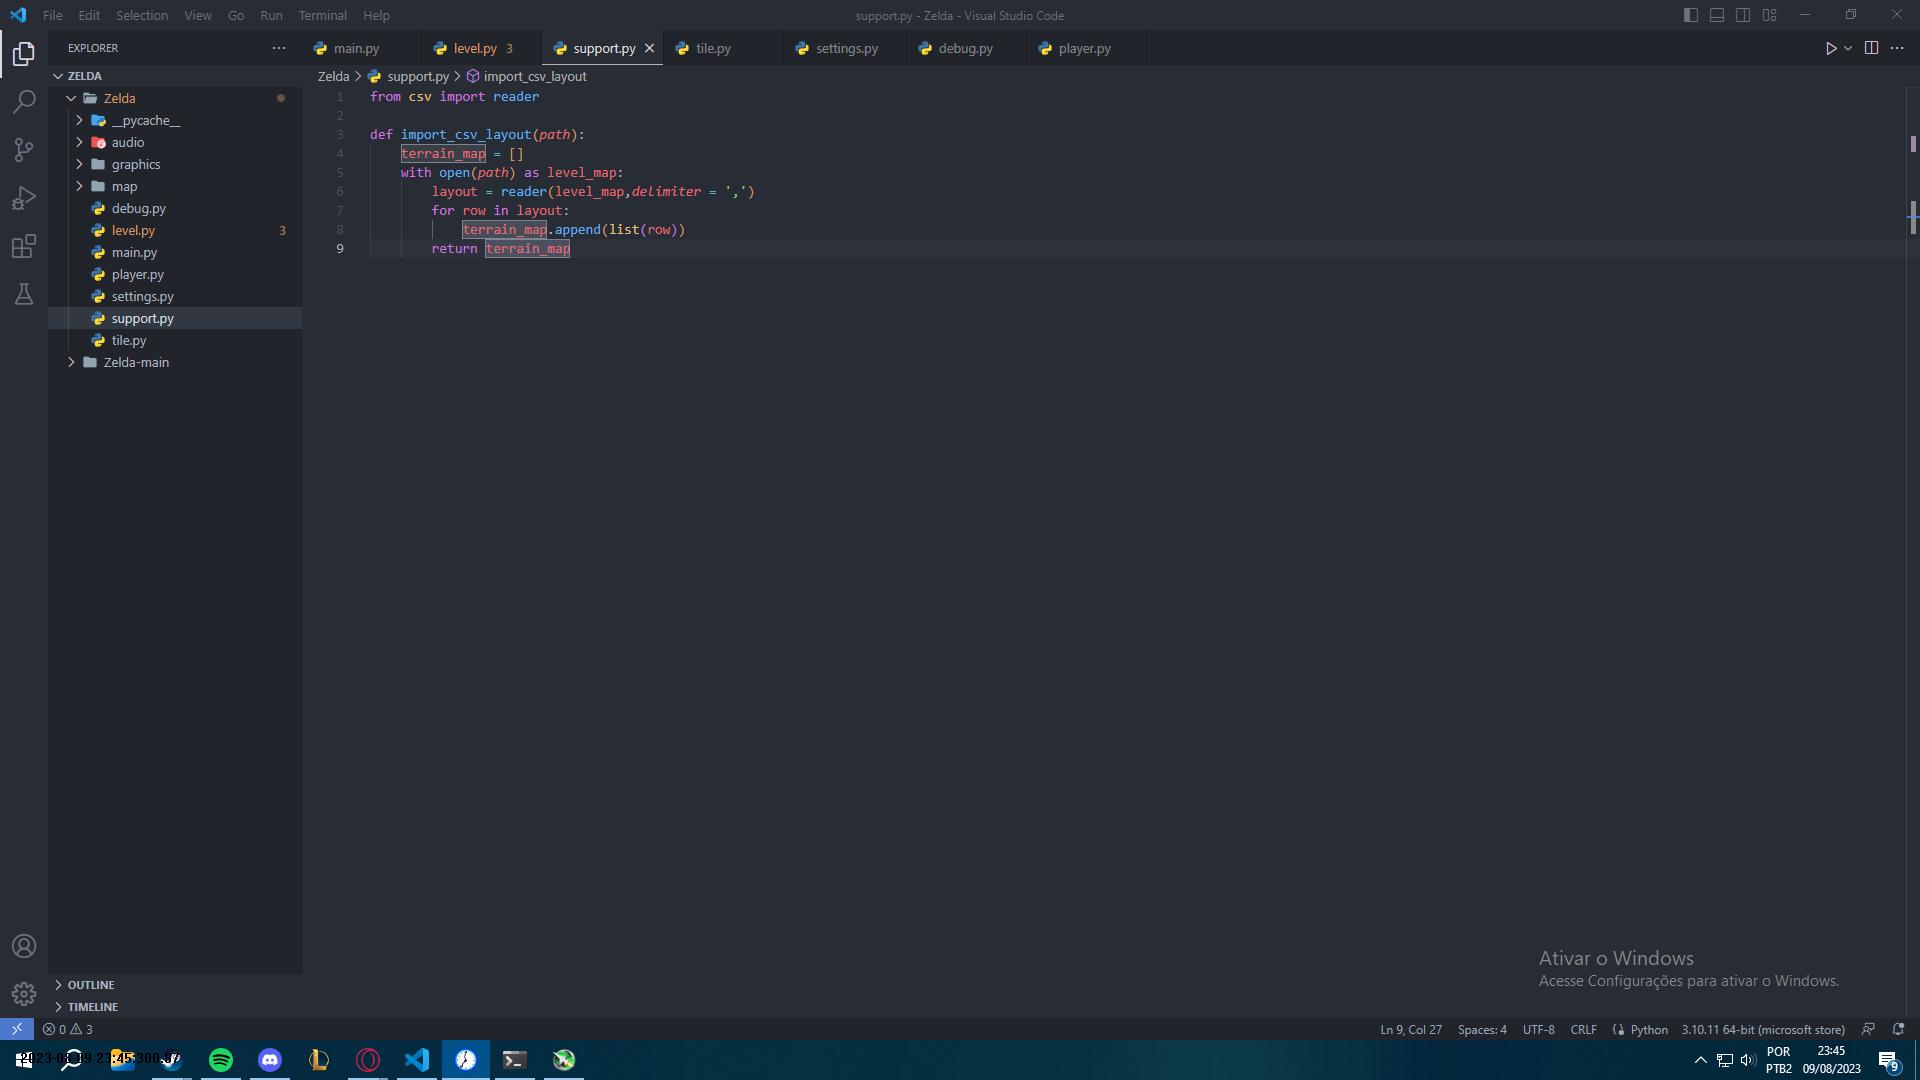 File Edit Selection View Go Run Terminal Help
support.py - Zelda - Visual Studio Code
EXPLORER
main.py
level.py 3
support.py
tile.py
settings.py
debug.py
player.py
ZELDA
Zelda
__pycache__
audio
graphics
map
debug.py
level.py 3
main.py
player.py
settings.py
support.py
tile.py
Zelda-main
OUTLINE
TIMELINE
Zelda > support.py > import_csv_layout
1 from csv import reader
2
3 def import_csv_layout(path):
4 terrain_map = []
5 with open(path) as level_map:
6 layout = reader(level_map,delimiter = ',')
7 for row in layout:
8 terrain_map.append(list(row))
9 return terrain_map
Ativar o Windows
Acesse Configurações para ativar o Windows.
0 3
Ln 9, Col 27 Spaces: 4 UTF-8 CRLF Python 3.10.11 64-bit (microsoft store)
POR
PTB2
23:45
09/08/2023
9